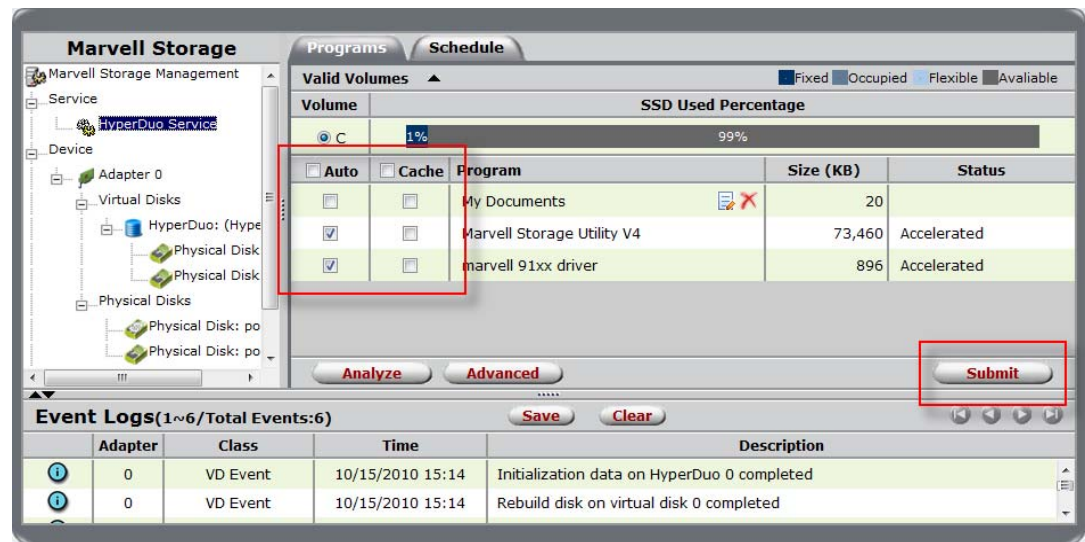 Marvell Storage
Marvell Storage Management
Service
HyperDuo Service
Device
Adapter 0
Virtual Disks
HyperDuo: (Hype
Physical Disk
Physical Disk
Physical Disks
Physical Disk: po
Physical Disk: po
Programs Schedule
Valid Volumes Fixed Occupied Flexible Avaliable
Volume SSD Used Percentage
C 1% 99%
Auto Cache Program Size (KB) Status
My Documents 20
Marvell Storage Utility V4 73,460 Accelerated
marvell 91xx driver 896 Accelerated
Analyze Advanced Submit
Event Logs(1~6/Total Events:6) Save Clear
Adapter Class Time Description
0 VD Event 10/15/2010 15:14 Initialization data on HyperDuo 0 completed
0 VD Event 10/15/2010 15:14 Rebuild disk on virtual disk 0 completed